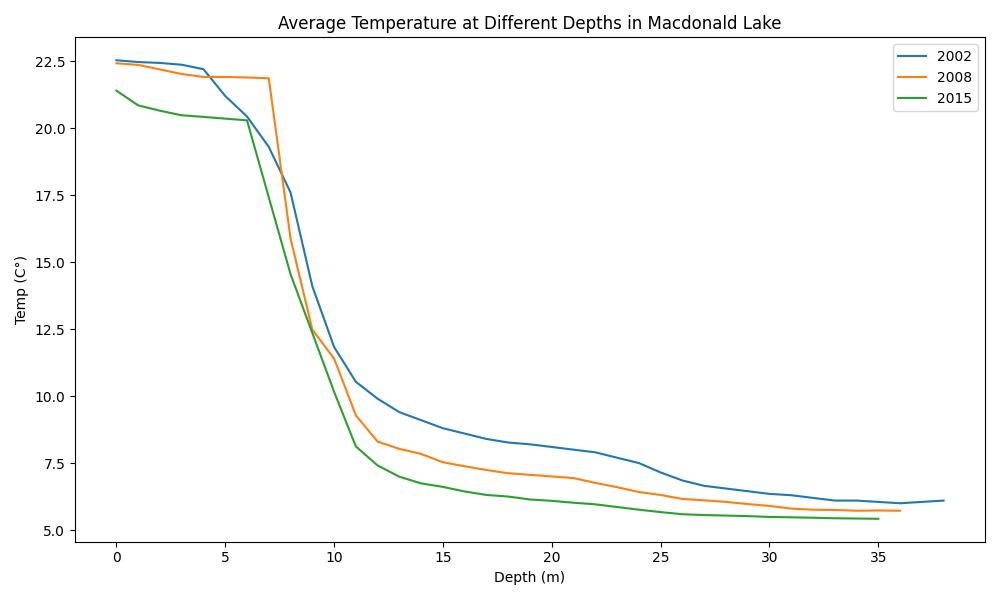 Average Temperature at Different Depths in Macdonald Lake
2002
2008
2015
22.5
20.0
17.5
15.0
12.5
10.0
7.5
5.0
Temp (C°)
0 5 10 15 20 25 30 35
Depth (m)